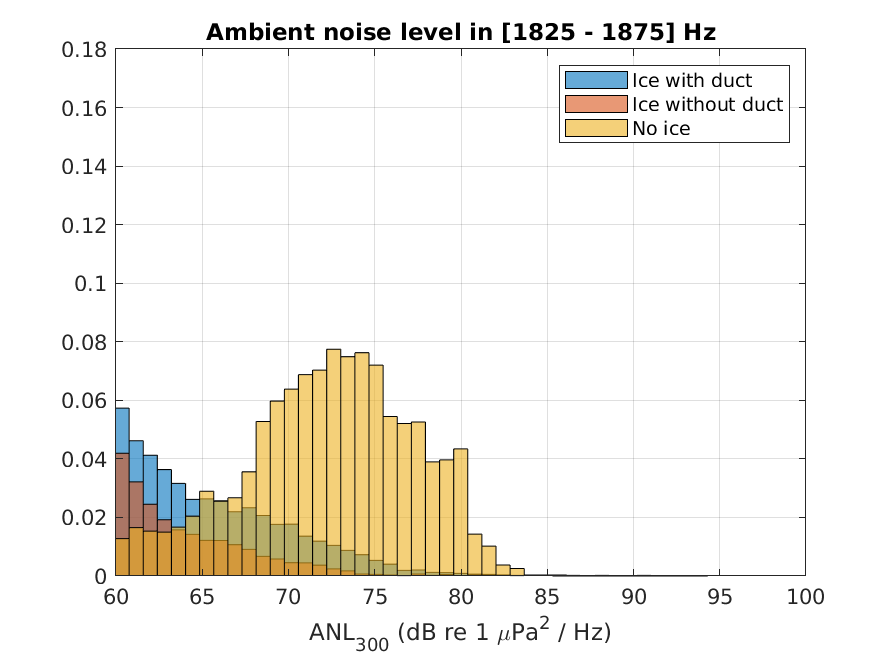 Ambient noise level in [1825 - 1875] Hz
0.18
0.16
0.14
0.12
0.1
0.08
0.06
0.04
0.02
0
Ice with duct
Ice without duct
No ice
60 65 70 75 80 85 90 95 100
ANL₃₀₀ (dB re 1 μPa² / Hz)